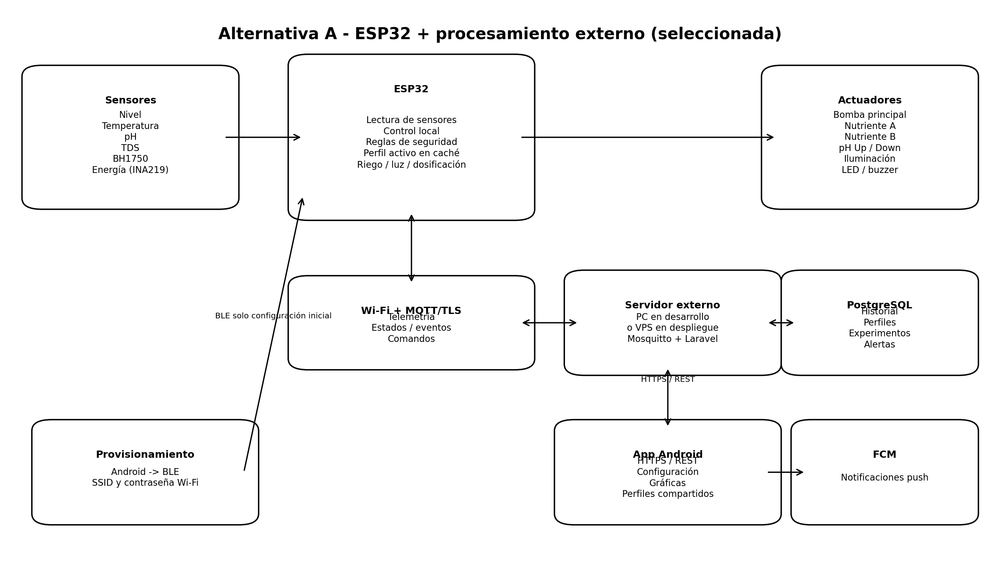 Alternativa A - ESP32 + procesamiento externo (seleccionada)
Sensores
Nivel
Temperatura
pH
TDS
BH1750
Energía (INA219)
ESP32
Lectura de sensores
Control local
Reglas de seguridad
Perfil activo en caché
Riego / luz / dosificación
Actuadores
Bomba principal
Nutriente A
Nutriente B
pH Up / Down
Iluminación
LED / buzzer
BLE solo configuración inicial
Wi-Fi + MQTT/TLS
Telemetría
Estados / eventos
Comandos
Servidor externo
PC en desarrollo
o VPS en despliegue
Mosquitto + Laravel
PostgreSQL
Historial
Perfiles
Experimentos
Alertas
HTTPS / REST
Provisionamiento
Android -> BLE
SSID y contraseña Wi-Fi
App Android
HTTPS / REST
Configuración
Gráficas
Perfiles compartidos
FCM
Notificaciones push